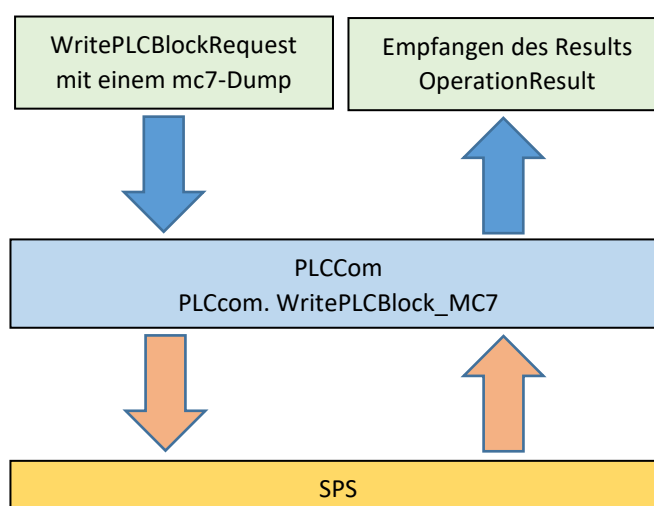 WritePLCBlockRequest
mit einem mc7-Dump
Empfangen des Results
OperationResult
PLCCom
PLCcom. WritePLCBlock_MC7
SPS